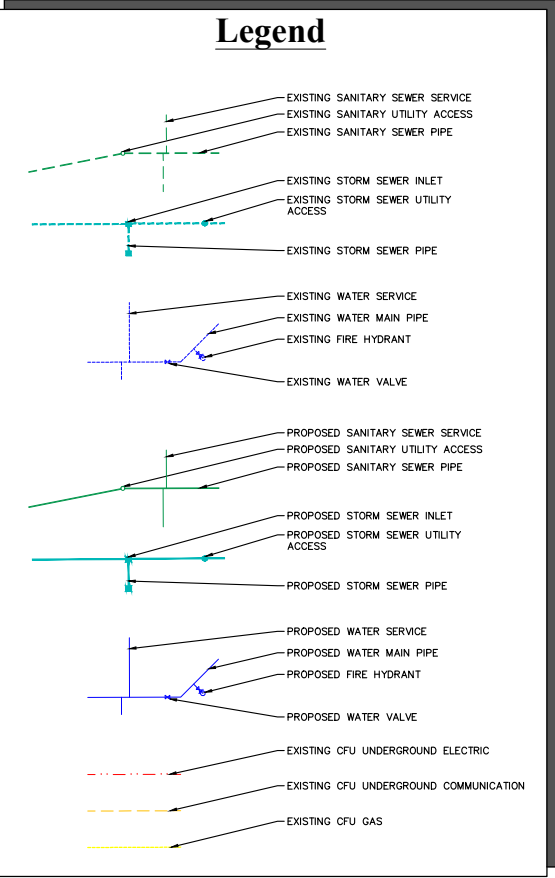 Legend
EXISTING SANITARY SEWER SERVICE
EXISTING SANITARY UTILITY ACCESS
EXISTING SANITARY SEWER PIPE
EXISTING STORM SEWER INLET
EXISTING STORM SEWER UTILITY
ACCESS
EXISTING STORM SEWER PIPE
EXISTING WATER SERVICE
EXISTING WATER MAIN PIPE
EXISTING FIRE HYDRANT
EXISTING WATER VALVE
PROPOSED SANITARY SEWER SERVICE
PROPOSED SANITARY UTILITY ACCESS
PROPOSED SANITARY SEWER PIPE
PROPOSED STORM SEWER INLET
PROPOSED STORM SEWER UTILITY
ACCESS
PROPOSED STORM SEWER PIPE
PROPOSED WATER SERVICE
PROPOSED WATER MAIN PIPE
PROPOSED FIRE HYDRANT
PROPOSED WATER VALVE
EXISTING CFU UNDERGROUND ELECTRIC
EXISTING CFU UNDERGROUND COMMUNICATION
EXISTING CFU GAS